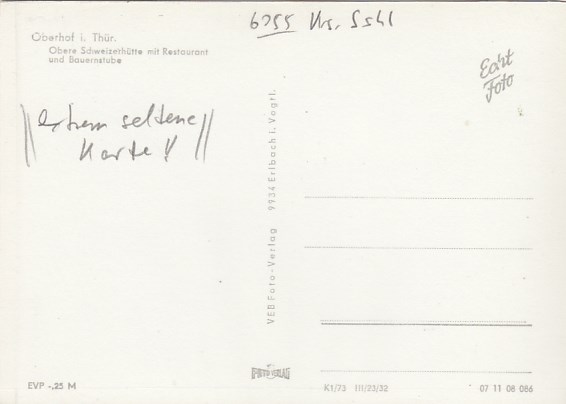 6055 Krs. Suhl
Oberhof i. Thür.
Obere Schweizerhütte mit Restaurant
und Bauernstube
Echt
Foto
extrem seltene
Karte!!
VEB Foto-Verlag 9934 Erlbach i. Vogtl.
EVP -,25 M
K1/73 III/23/32
07 11 08 086